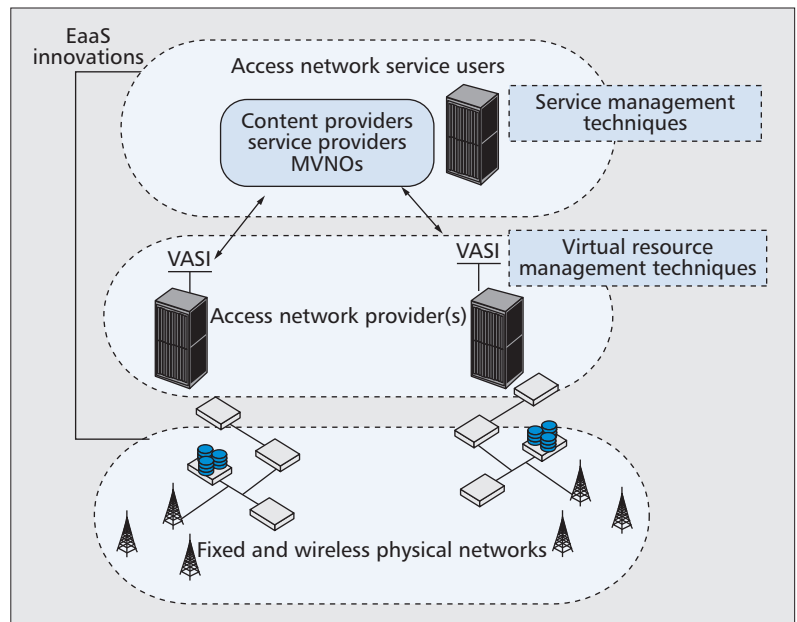 EaaS
innovations
Access network service users
Content providers
service providers
MVNOs
Service management
techniques
VASI
VASI
Virtual resource
management techniques
Access network provider(s)
Fixed and wireless physical networks